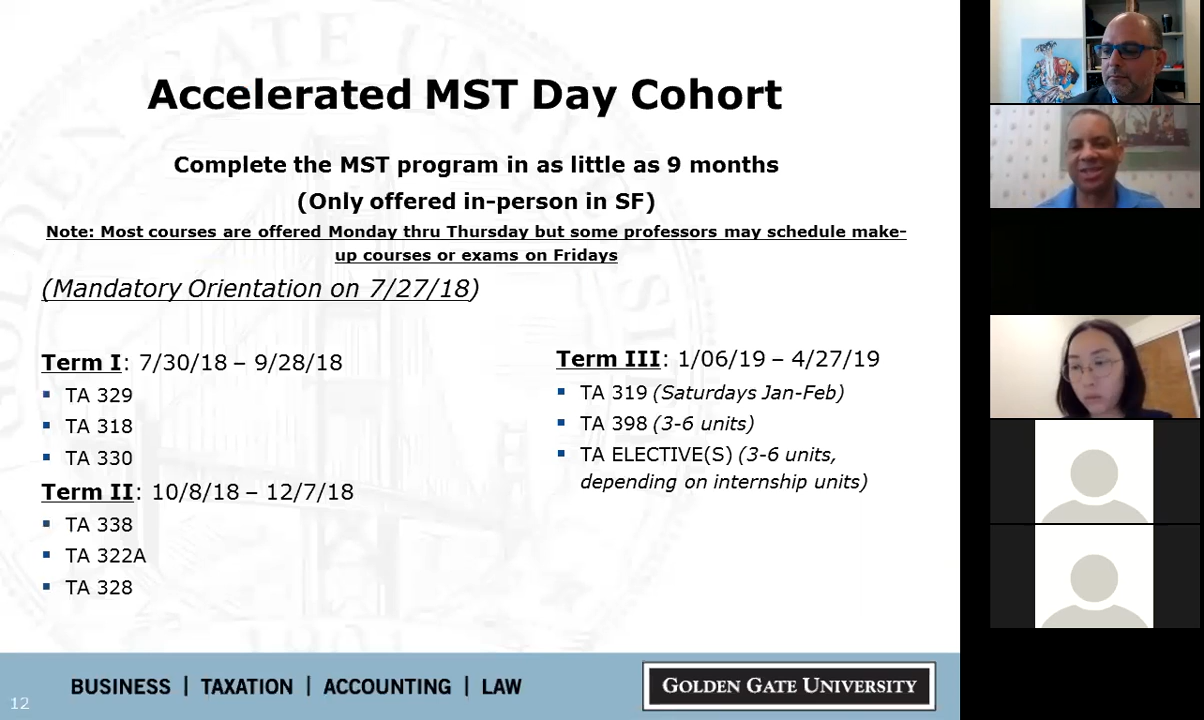 Accelerated MST Day Cohort
Complete the MST program in as little as 9 months
(Only offered in-person in SF)
Note: Most courses are offered Monday thru Thursday but some professors may schedule make-
up courses or exams on Fridays
(Mandatory Orientation on 7/27/18)
Term I: 7/30/18 – 9/28/18
▪ TA 329
▪ TA 318
▪ TA 330
Term II: 10/8/18 – 12/7/18
▪ TA 338
▪ TA 322A
▪ TA 328
Term III: 1/06/19 – 4/27/19
▪ TA 319 (Saturdays Jan-Feb)
▪ TA 398 (3-6 units)
▪ TA ELECTIVE(S) (3-6 units,
depending on internship units)
12
BUSINESS | TAXATION | ACCOUNTING | LAW
GOLDEN GATE UNIVERSITY